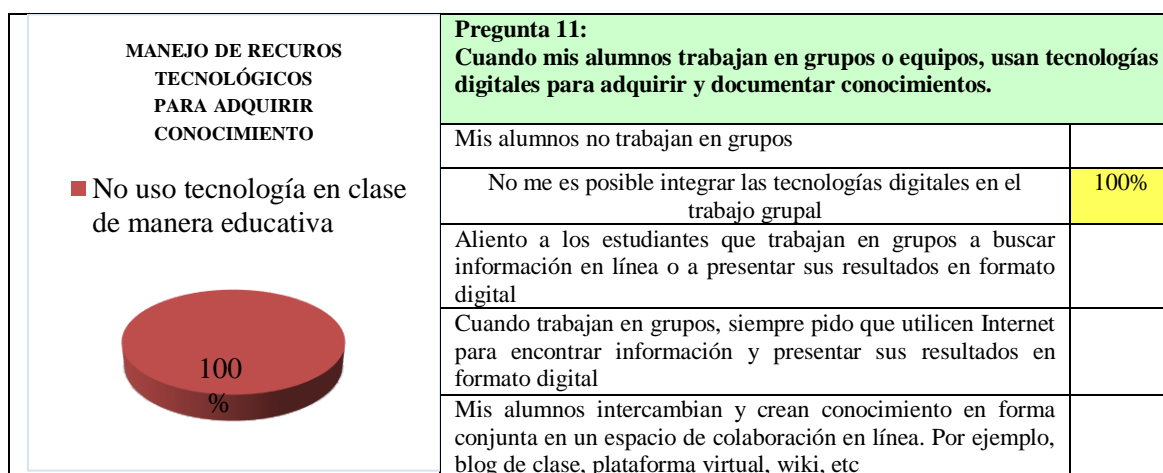 MANEJO DE RECUROS
TECNOLÓGICOS
PARA ADQUIRIR
CONOCIMIENTO
No uso tecnología en clase
de manera educativa
100
%
Pregunta 11:
Cuando mis alumnos trabajan en grupos o equipos, usan tecnologías
digitales para adquirir y documentar conocimientos.
Mis alumnos no trabajan en grupos
No me es posible integrar las tecnologías digitales en el
trabajo grupal
100%
Aliento a los estudiantes que trabajan en grupos a buscar
información en línea o a presentar sus resultados en formato
digital
Cuando trabajan en grupos, siempre pido que utilicen Internet
para encontrar información y presentar sus resultados en
formato digital
Mis alumnos intercambian y crean conocimiento en forma
conjunta en un espacio de colaboración en línea. Por ejemplo,
blog de clase, plataforma virtual, wiki, etc